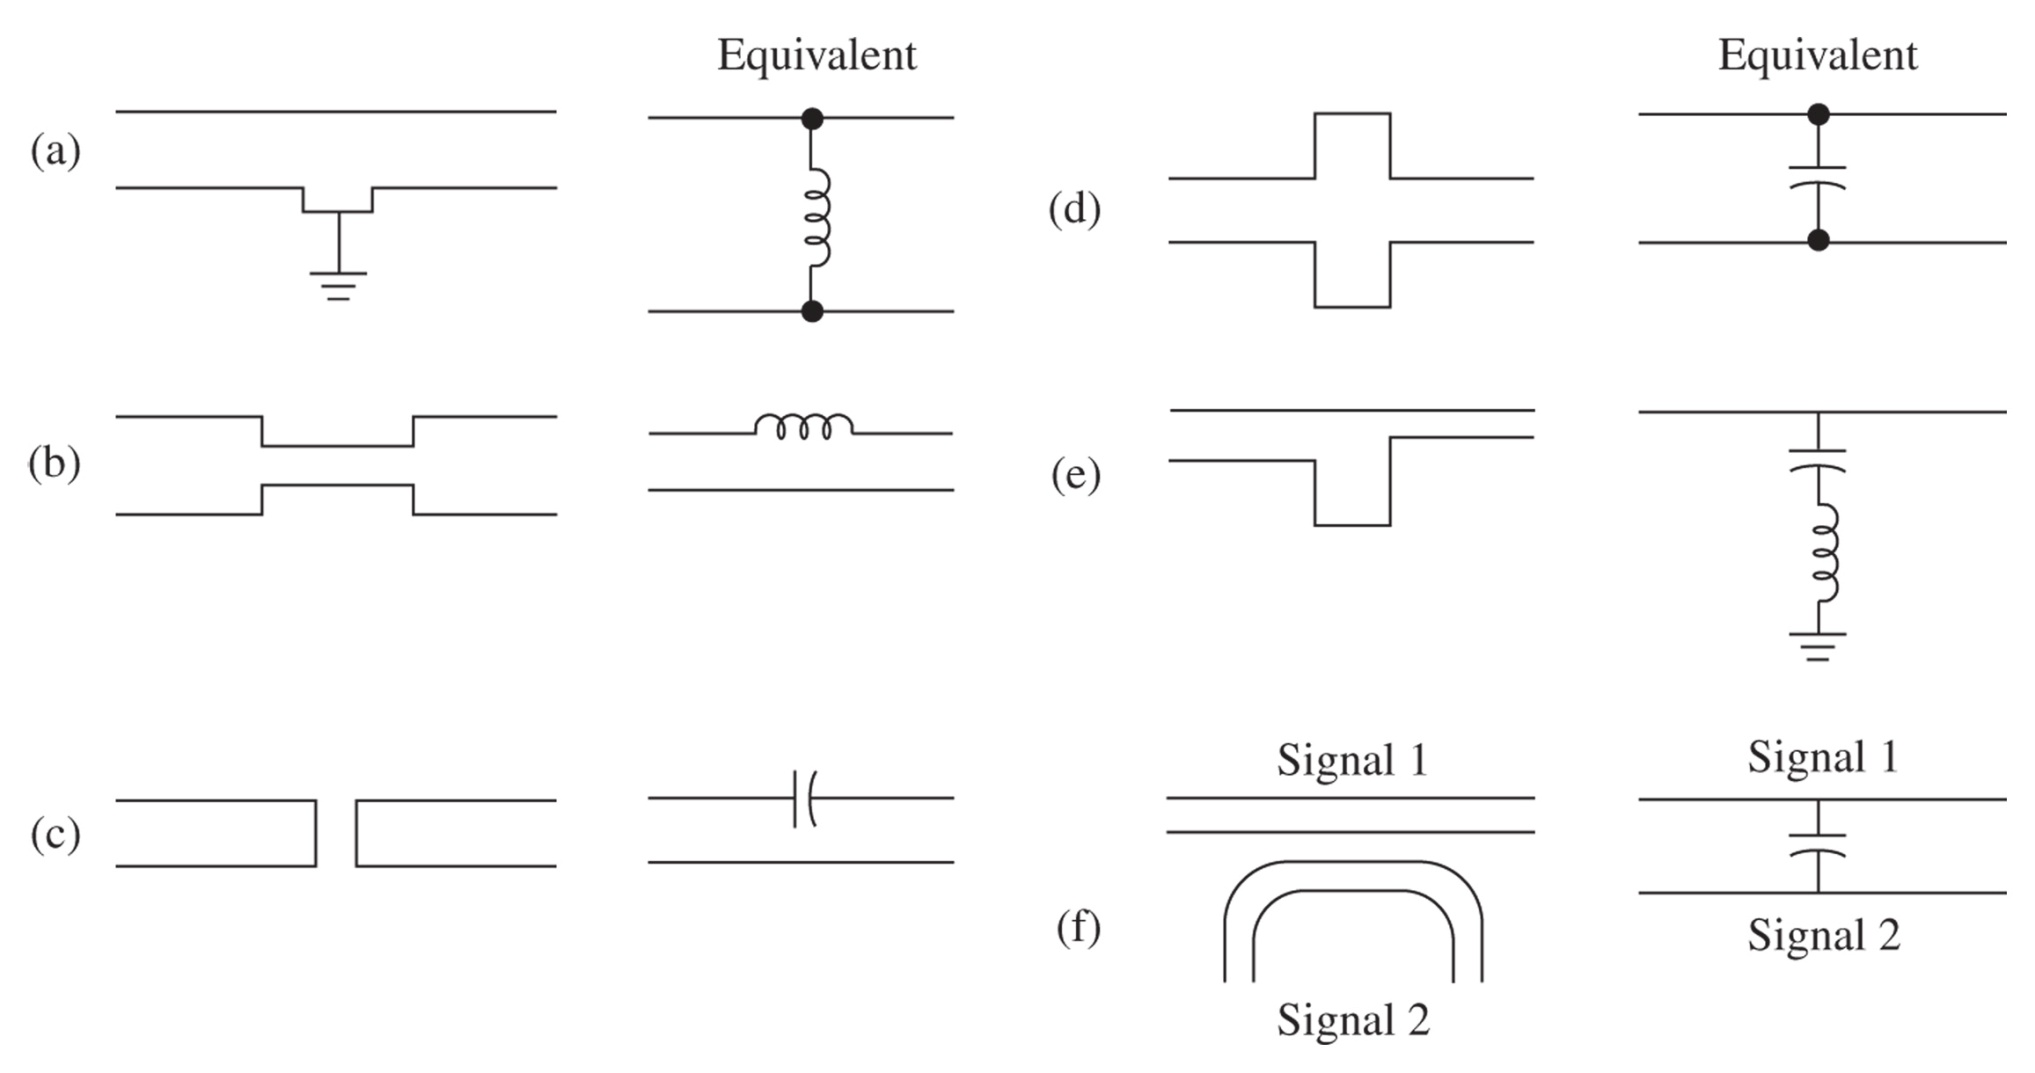 Equivalent
(a)
(b)
(c)
Equivalent
(d)
(e)
(f)
Signal 1
Signal 2
Signal 1
Signal 2